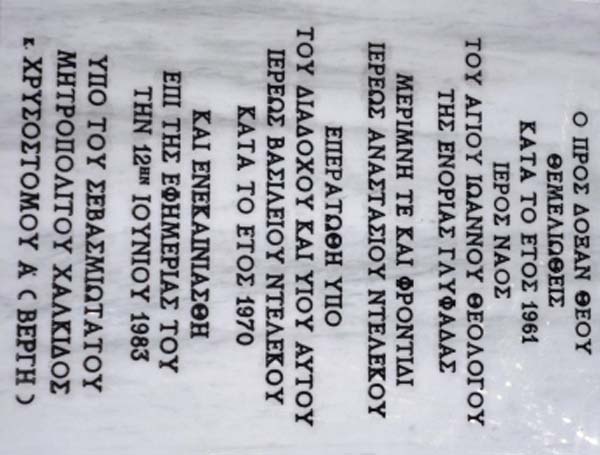 Ο ΠΡΟΣ ΔΟΞΑΝ ΘΕΟΥ
ΘΕΜΕΛΙΩΘΕΙΣ
ΚΑΤΑ ΤΟ ΕΤΟΣ 1961
ΙΕΡΟΣ ΝΑΟΣ
ΤΟΥ ΑΓΙΟΥ ΙΩΑΝΝΟΥ ΘΕΟΛΟΓΟΥ
ΤΗΣ ΕΝΟΡΙΑΣ ΓΛΥΦΑΔΑΣ
ΜΕΡΙΜΝΗ ΤΕ ΚΑΙ ΦΡΟΝΤΙΔΙ
ΙΕΡΕΩΣ ΑΝΑΣΤΑΣΙΟΥ ΝΤΕΛΕΚΟΥ
ΕΠΕΡΑΤΩΘΗ ΥΠΟ
ΤΟΥ ΔΙΑΔΟΧΟΥ ΚΑΙ ΥΙΟΥ ΑΥΤΟΥ
ΙΕΡΕΩΣ ΒΑΣΙΛΕΙΟΥ ΝΤΕΛΕΚΟΥ
ΚΑΤΑ ΤΟ ΕΤΟΣ 1970
ΚΑΙ ΕΝΕΚΑΙΝΙΑΣΘΗ
ΕΠΙ ΤΗΣ ΕΦΗΜΕΡΙΑΣ ΤΟΥ
ΤΗΝ 12ΗΝ ΙΟΥΝΙΟΥ 1983
ΥΠΟ ΤΟΥ ΣΕΒΑΣΜΙΩΤΑΤΟΥ
ΜΗΤΡΟΠΟΛΙΤΟΥ ΧΑΛΚΙΔΟΣ
κ. ΧΡΥΣΟΣΤΟΜΟΥ Α' ( ΒΕΡΓΗ )